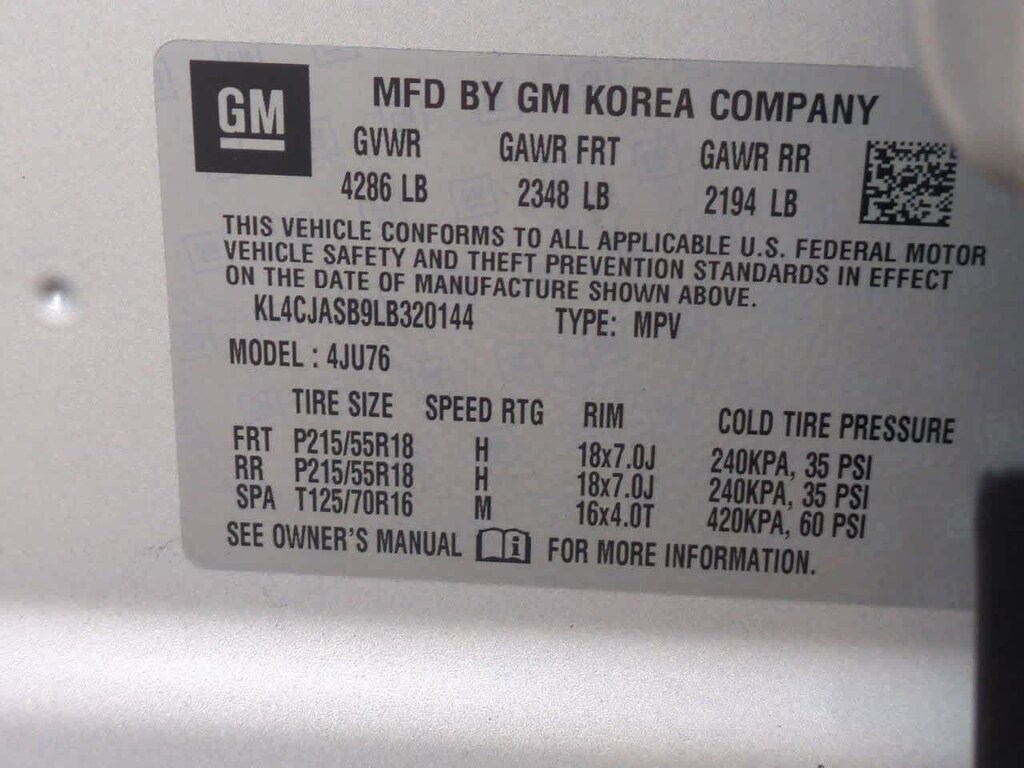 GM
MFD BY GM KOREA COMPANY
GVWR GAWR FRT GAWR RR
4286 LB 2348 LB 2194 LB
THIS VEHICLE CONFORMS TO ALL APPLICABLE U.S. FEDERAL MOTOR
VEHICLE SAFETY AND THEFT PREVENTION STANDARDS IN EFFECT
ON THE DATE OF MANUFACTURE SHOWN ABOVE.
KL4CJASB9LB320144 TYPE: MPV
MODEL : 4JU76
TIRE SIZE SPEED RTG RIM COLD TIRE PRESSURE
FRT P215/55R18 H 18x7.0J 240KPA, 35 PSI
RR P215/55R18 H 18x7.0J 240KPA, 35 PSI
SPA T125/70R16 M 16x4.0T 420KPA, 60 PSI
SEE OWNER'S MANUAL i FOR MORE INFORMATION.